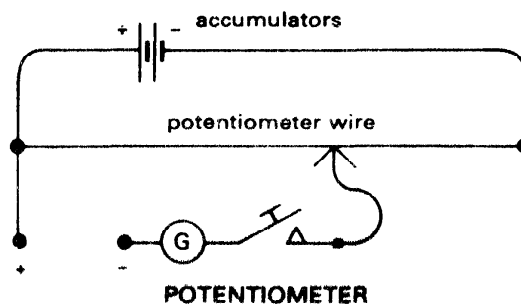 accumulators
+ -
potentiometer wire
G
+ -
POTENTIOMETER